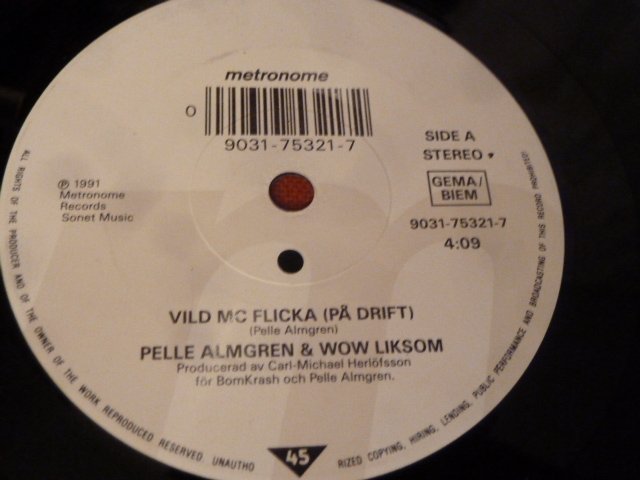 metronome
0
9031-75321-7
SIDE A
STEREO
GEMA/
BIEM
9031-75321-7
4:09
℗ 1991
Metronome
Records
Sonet Music
VILD MC FLICKA (PÅ DRIFT)
(Pelle Almgren)
PELLE ALMGREN & WOW LIKSOM
Producerad av Carl-Michael Herlöfsson
för BomKrash och Pelle Almgren.
45
ALL RIGHTS OF THE PRODUCER AND OF THE OWNER OF THE WORK REPRODUCED RESERVED. UNAUTHO
RIZED COPYING, HIRING, LENDING, PUBLIC PERFORMANCE AND BROADCASTING OF THIS RECORD PROHIBITED!